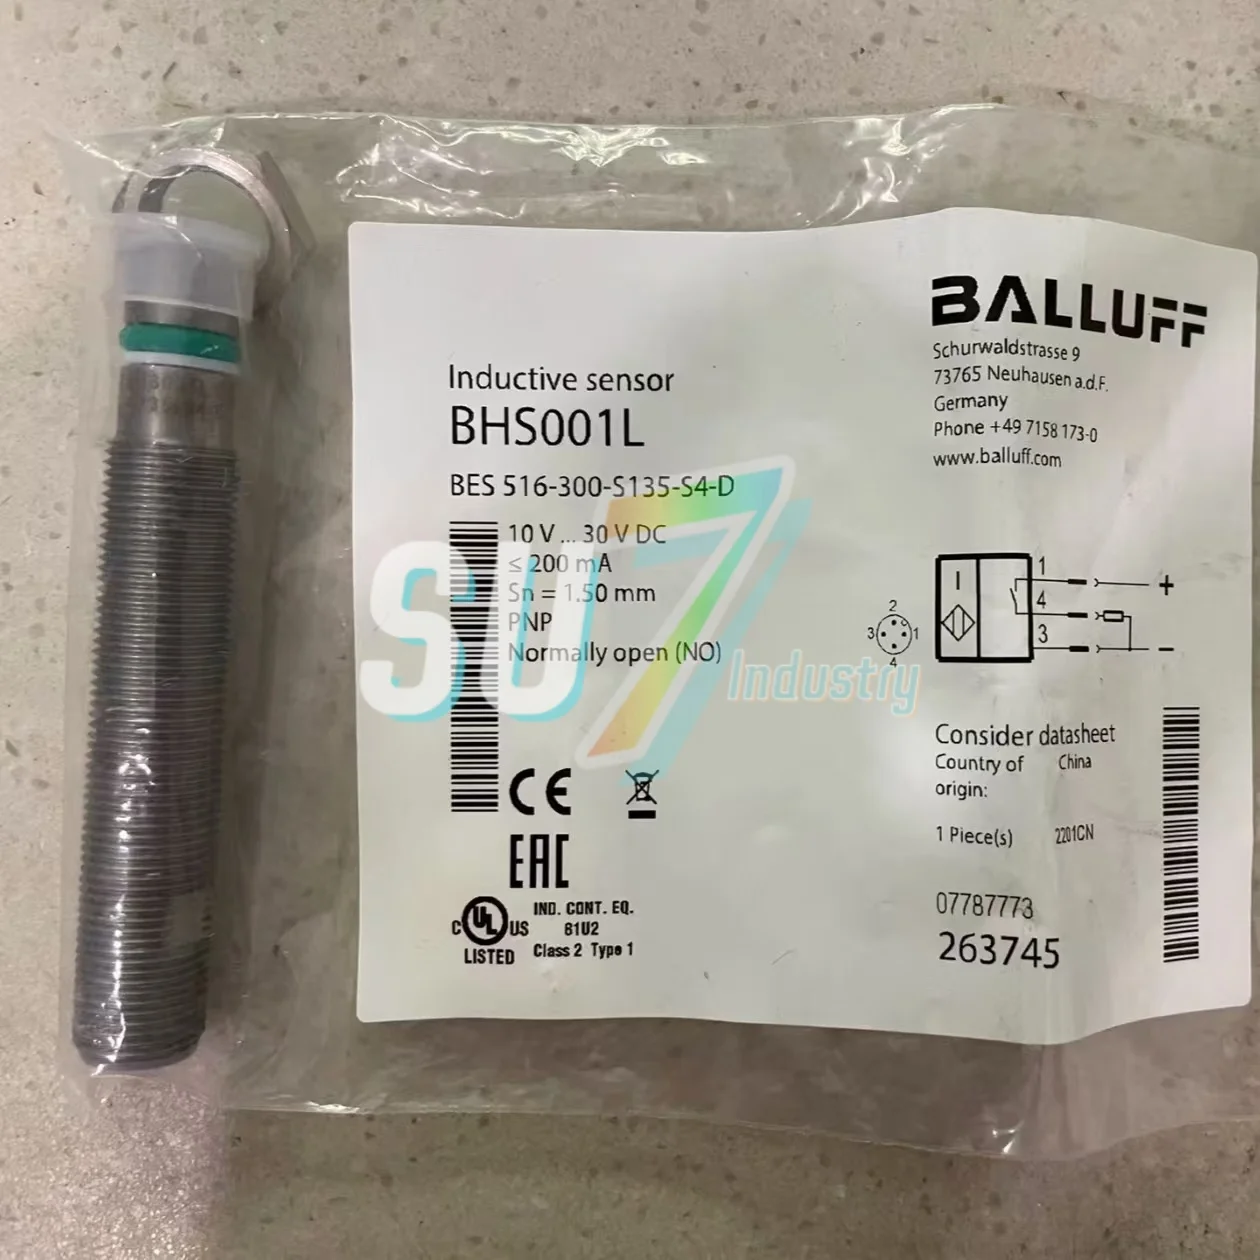 BALLUFF
Schurwaldstrasse 9
73765 Neuhausen a.d.F.
Germany
Phone +49 7158 173-0
www.balluff.com
Inductive sensor
BHS001L
BES 516-300-S135-S4-D
10 V ... 30 V DC
≤ 200 mA
Sn = 1.50 mm
PNP
Normally open (NO)
SU7
Industry
2
3 1
4
I
1 +
4
3 -
CE
EAC
C UL US
LISTED
IND. CONT. EQ.
81U2
Class 2 Type 1
Consider datasheet
Country of origin: China
1 Piece(s) 2201CN
07787773
263745